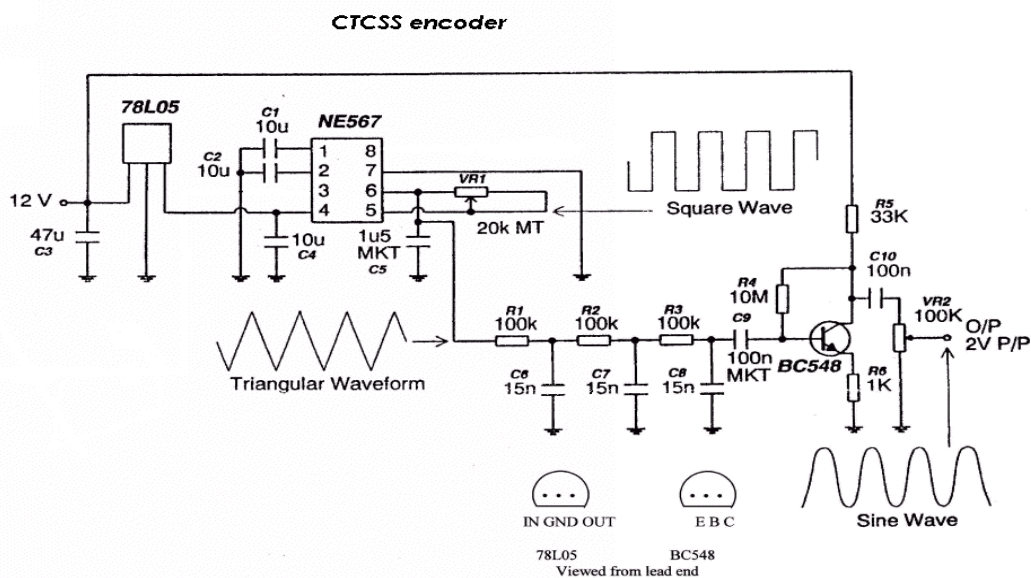 CTCSS encoder
78L05
C1
10u
NE567
C2
10u
1 8
2 7
3 6
4 5
VR1
20k MT
Square Wave
12 V
47u
C3
10u
C4
1u5
MKT
C5
R5
33K
C10
100n
R4
10M
VR2
100K
O/P
2V P/P
R1
100k
R2
100k
R3
100k
C9
100n
MKT
BC548
R6
1K
Triangular Waveform
C6
15n
C7
15n
C8
15n
Sine Wave
IN GND OUT
E B C
78L05
BC548
Viewed from lead end